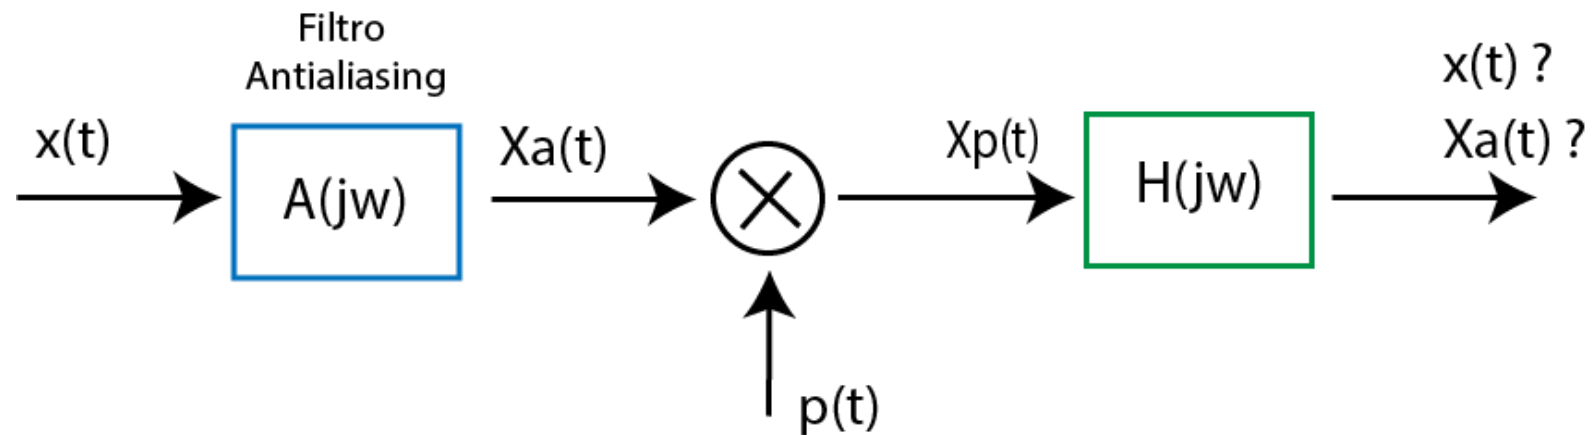 Filtro
Antialiasing
x(t)
A(jw)
Xa(t)
Xp(t)
H(jw)
x(t) ?
Xa(t) ?
p(t)